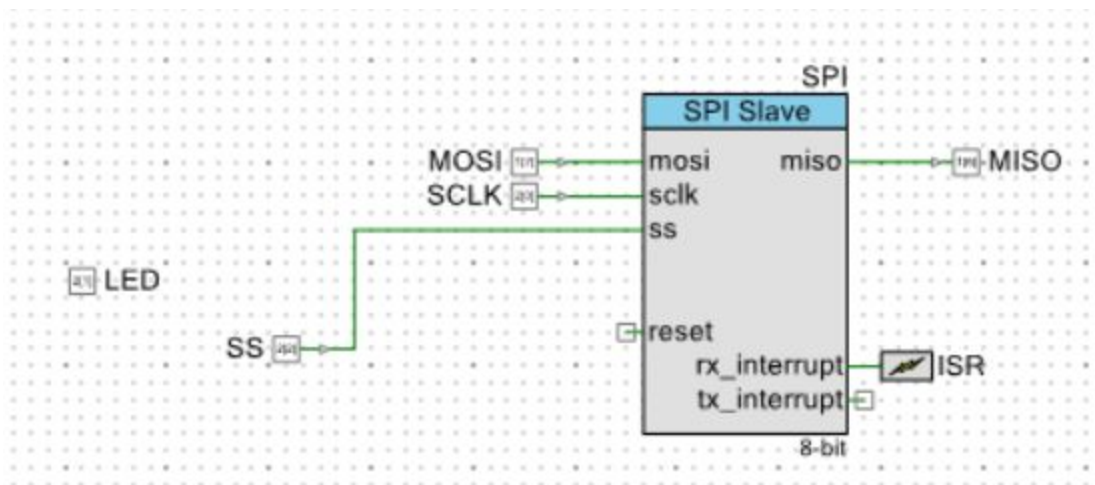 SPI
SPI Slave
MOSI mosi miso MISO
SCLK sclk
ss
LED
SS
reset
rx_interrupt ISR
tx_interrupt
8-bit